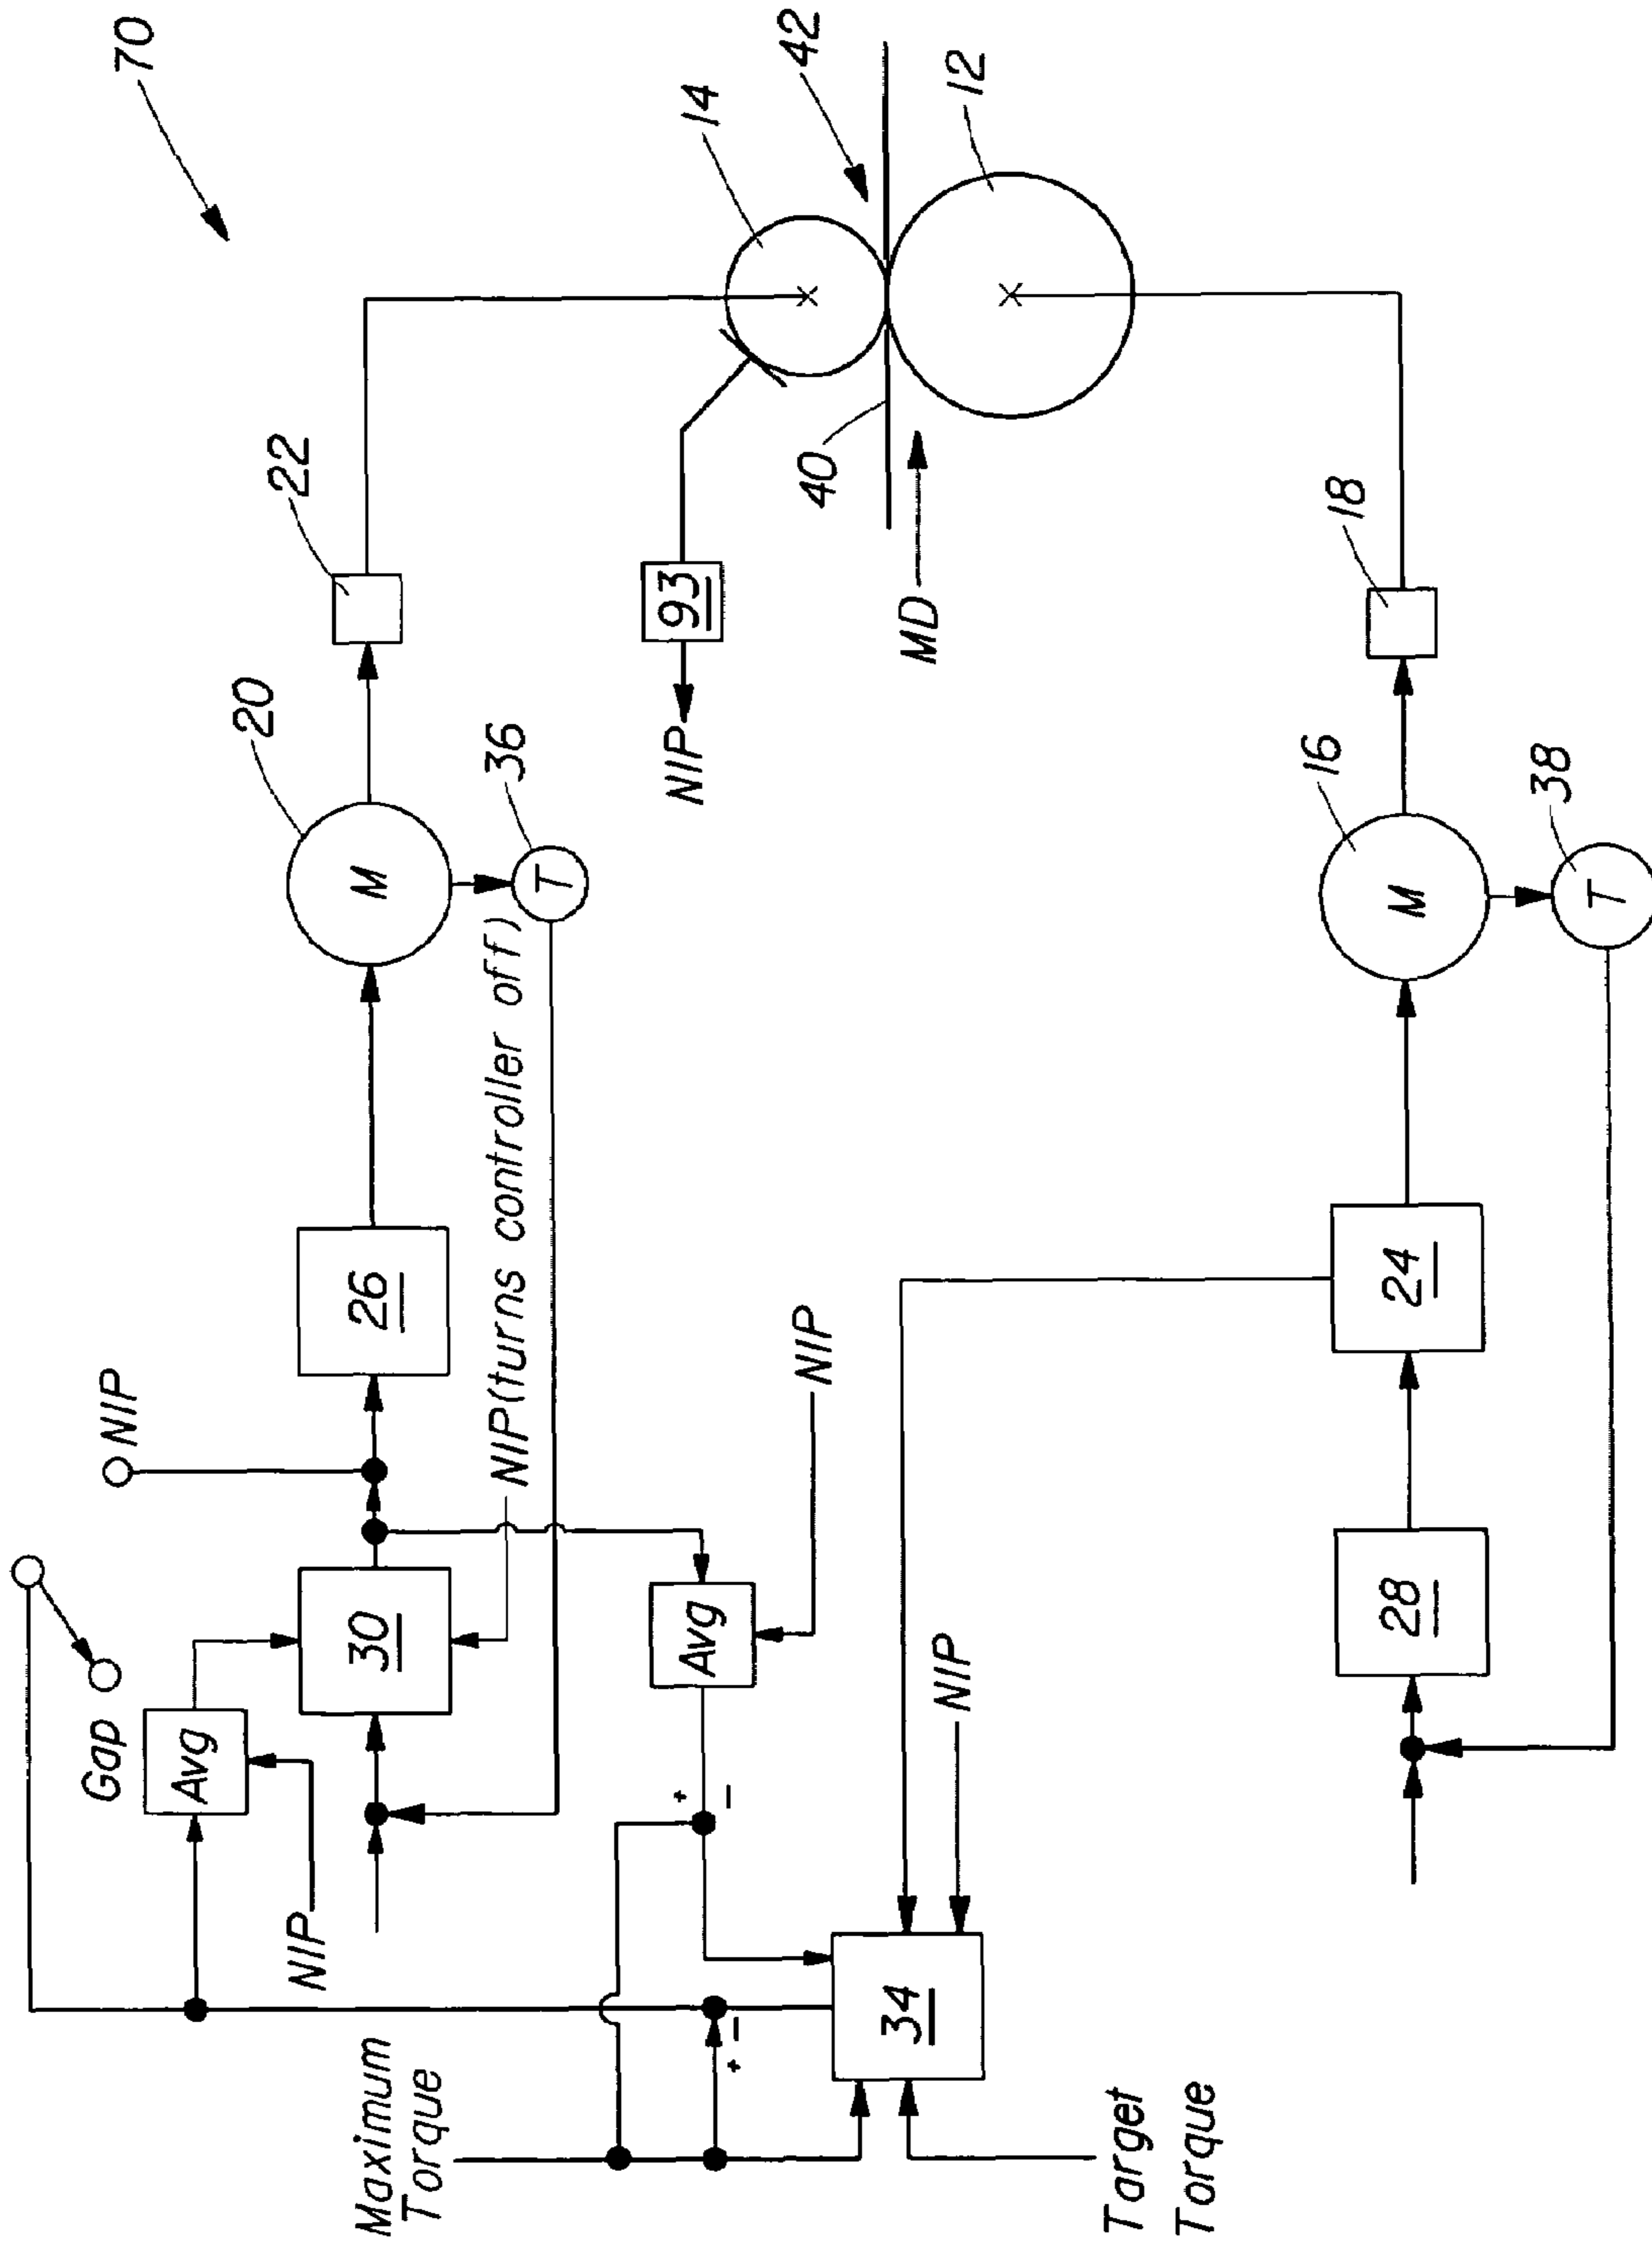 70
22
20
NIP
Gap
Avg
NIP
30
26
M
36
T
NIP(turns controller off)
14
42
93
NIP
40
MD
12
Maximum
Torque
+
−
Avg
NIP
+
−
34
NIP
Target
Torque
28
24
16
M
38
T
18